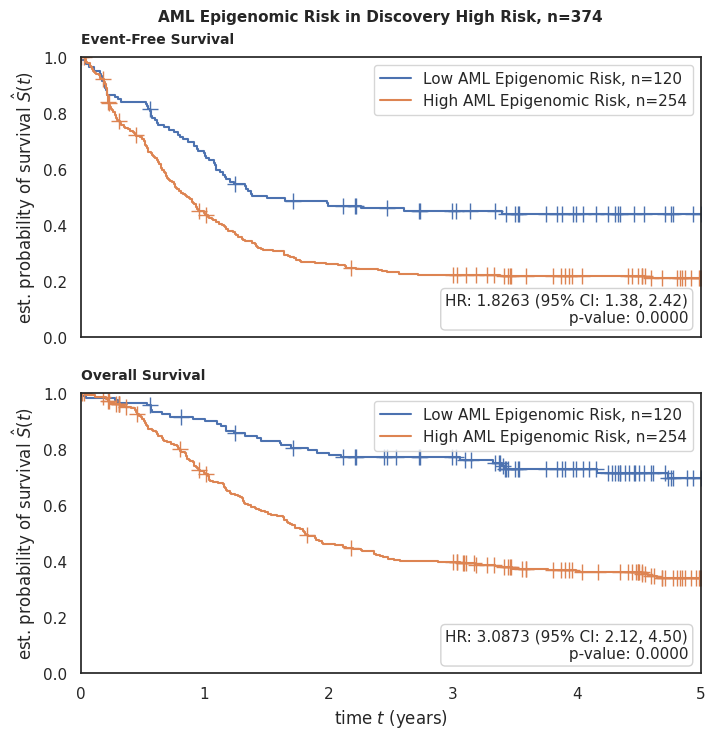 AML Epigenomic Risk in Discovery High Risk, n=374
Event-Free Survival
est. probability of survival Ŝ(t)
1.0
0.8
0.6
0.4
0.2
0.0
Low AML Epigenomic Risk, n=120
High AML Epigenomic Risk, n=254
HR: 1.8263 (95% CI: 1.38, 2.42)
p-value: 0.0000
Overall Survival
est. probability of survival Ŝ(t)
1.0
0.8
0.6
0.4
0.2
0.0
Low AML Epigenomic Risk, n=120
High AML Epigenomic Risk, n=254
HR: 3.0873 (95% CI: 2.12, 4.50)
p-value: 0.0000
0 1 2 3 4 5
time t (years)